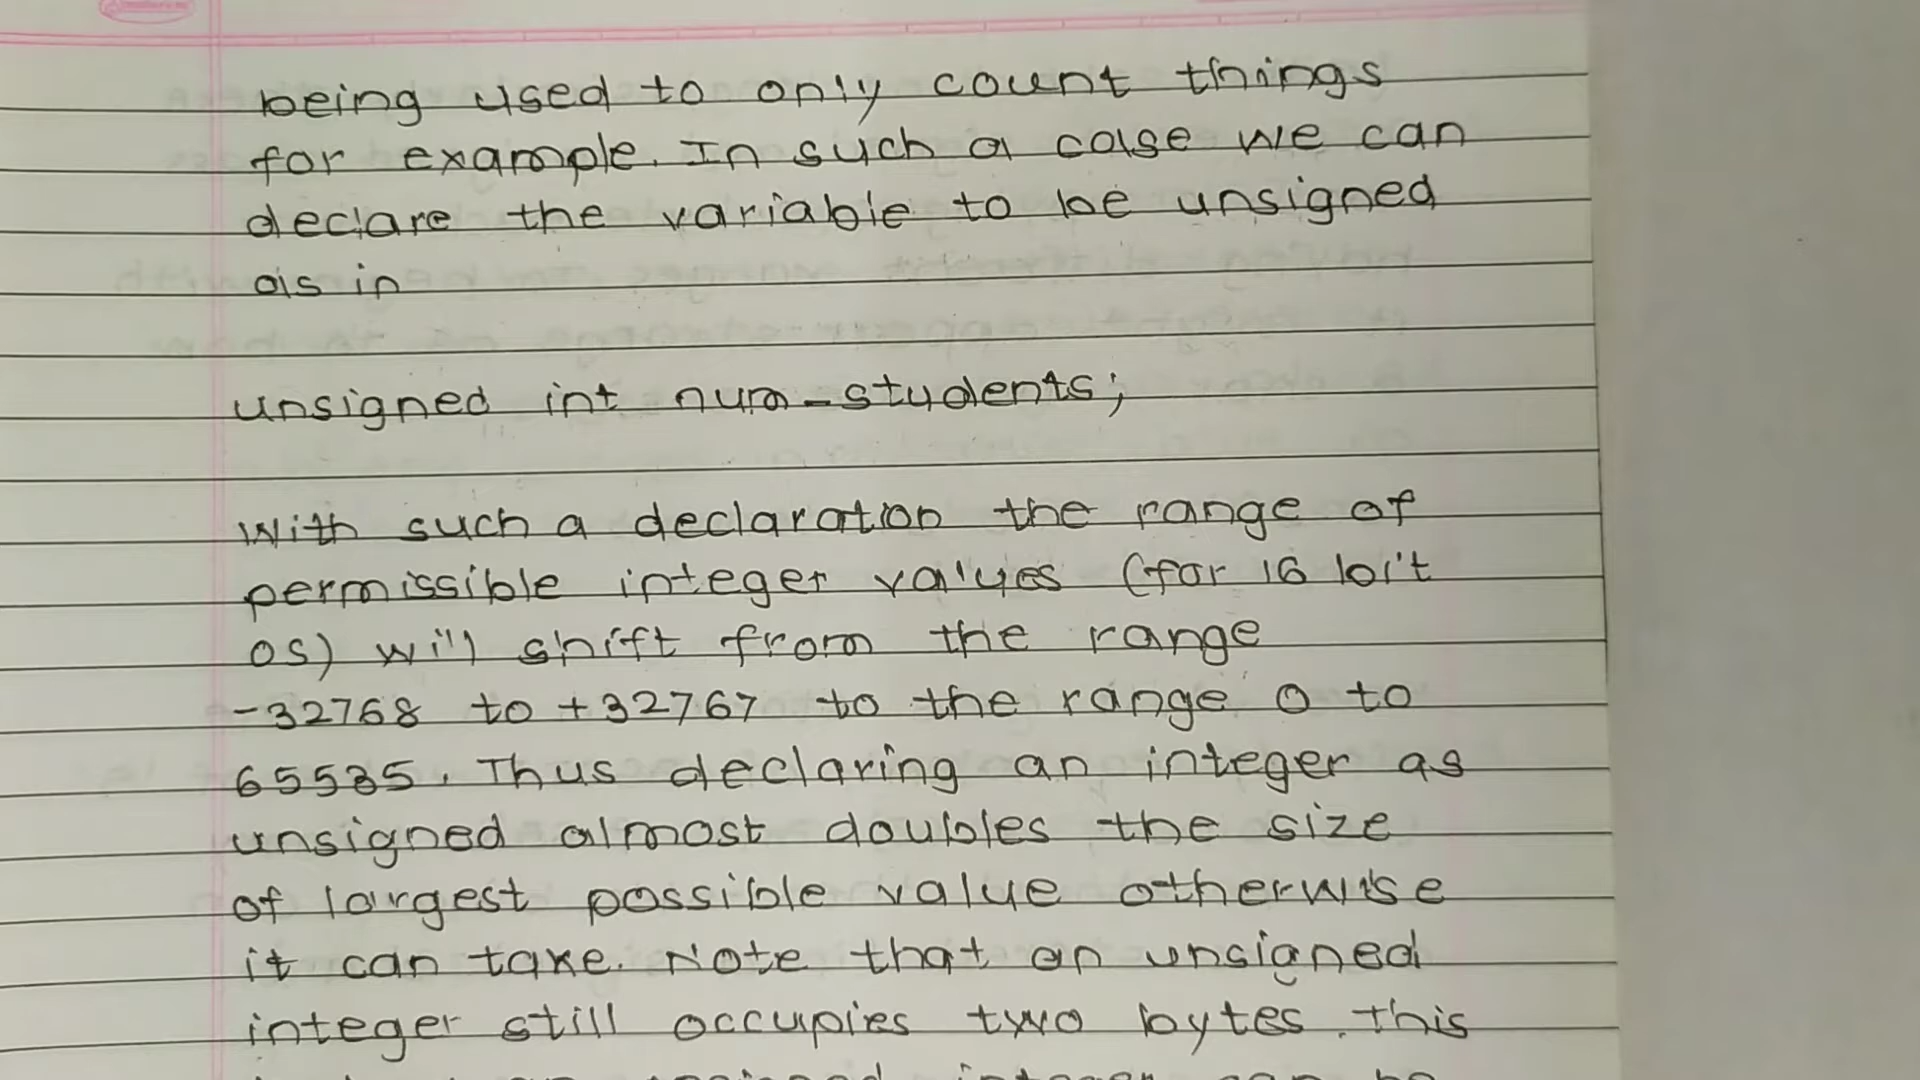 being used to only count things
for example. In such a case we can
declare the variable to be unsigned
as in
unsigned int num_students;
With such a declaration the range of
permissible integer values (for 16 bit
OS) will shift from the range
-32768 to +32767 to the range 0 to
65535. Thus declaring an integer as
unsigned almost doubles the size
of largest possible value otherwise
it can take. Note that an unsigned
integer still occupies two bytes. This
integer can be